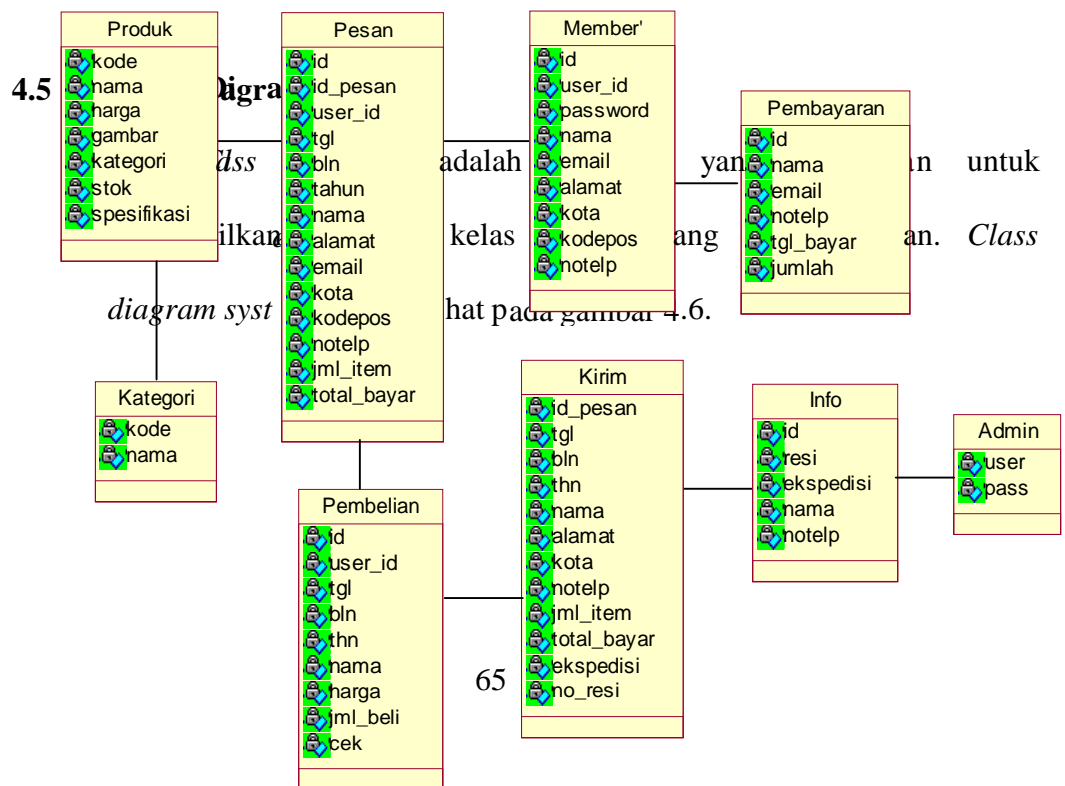 Produk
kode
nama
harga
gambar
kategori
stok
spesifikasi
Pesan
id
id_pesan
user_id
tgl
bln
tahun
nama
alamat
email
kota
kodepos
notelp
jml_item
total_bayar
Member'
id
user_id
password
nama
email
alamat
kota
kodepos
notelp
Pembayaran
id
nama
email
notelp
tgl_bayar
jumlah
4.5
adalah untuk
kelas Class
diagram pada gambar 4.6.
Kategori
kode
nama
Pembelian
id
user_id
tgl
bln
thn
nama
harga
jml_beli
cek
Kirim
id_pesan
tgl
bln
thn
nama
alamat
kota
notelp
jml_item
total_bayar
ekspedisi
no_resi
Info
id
resi
ekspedisi
nama
notelp
Admin
user
pass
65